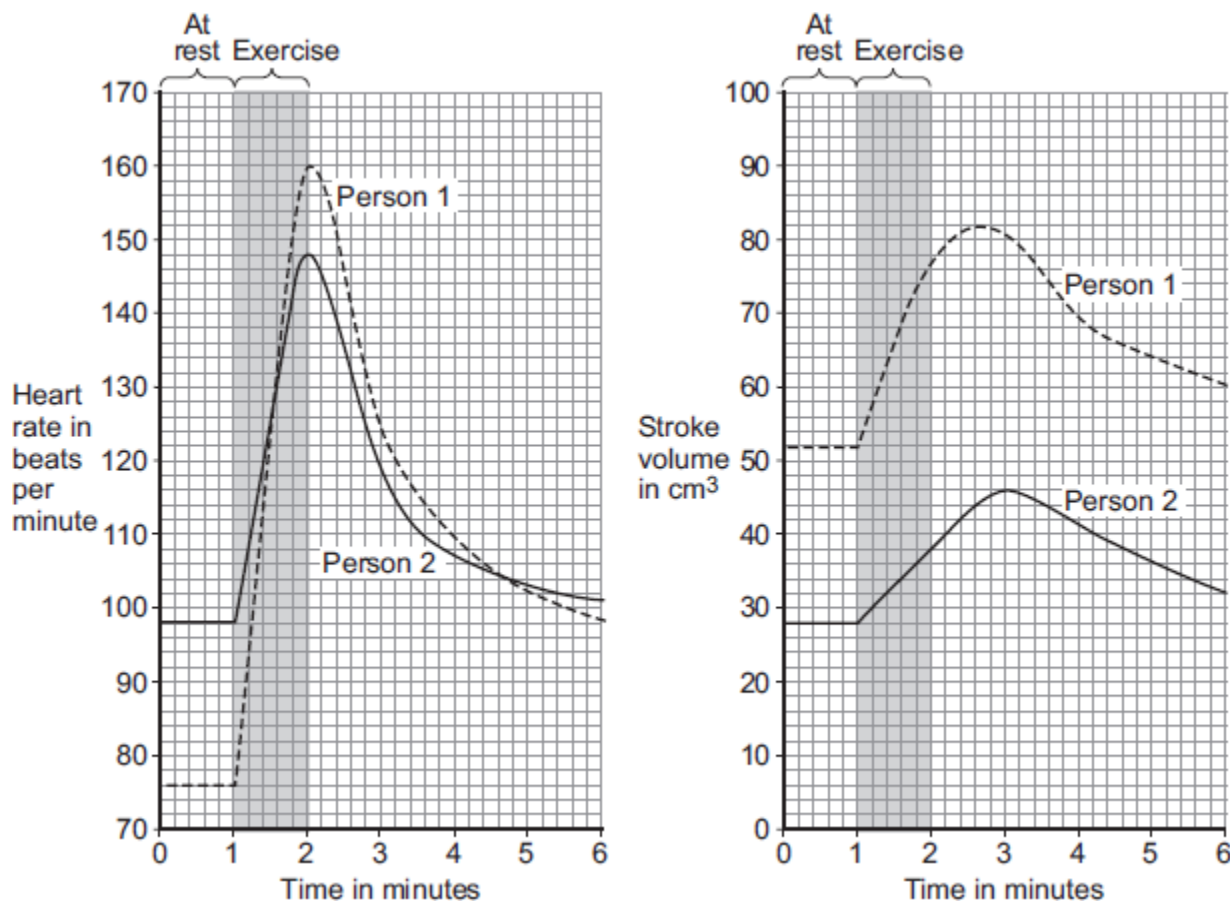 At
rest Exercise
170
160
150
140
130
120
110
100
90
80
70
Heart
rate in
beats
per
minute
Person 1
Person 2
0 1 2 3 4 5 6
Time in minutes
At
rest Exercise
100
90
80
70
60
50
40
30
20
10
0
Stroke
volume
in cm3
Person 1
Person 2
0 1 2 3 4 5 6
Time in minutes